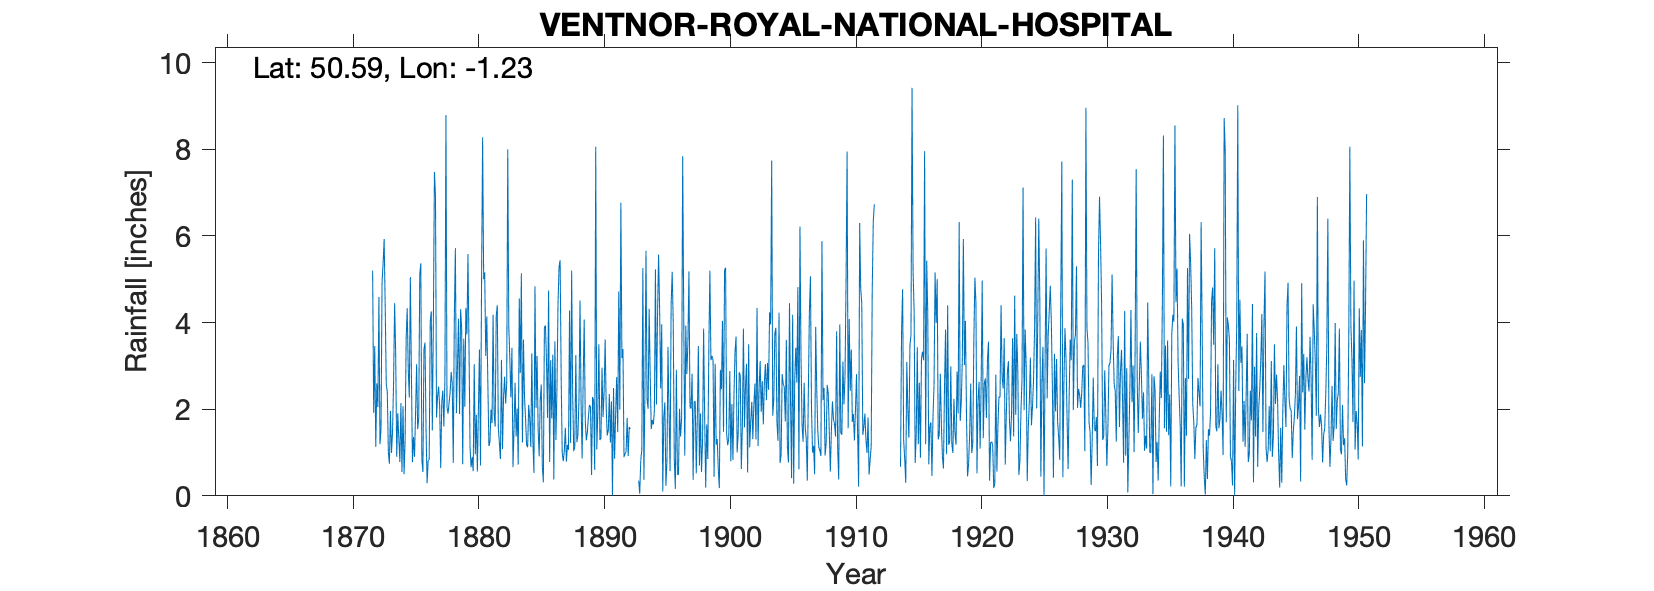 VENTNOR-ROYAL-NATIONAL-HOSPITAL
Lat: 50.59, Lon: -1.23
Rainfall [inches]
10
8
6
4
2
0
1860 1870 1880 1890 1900 1910 1920 1930 1940 1950 1960
Year